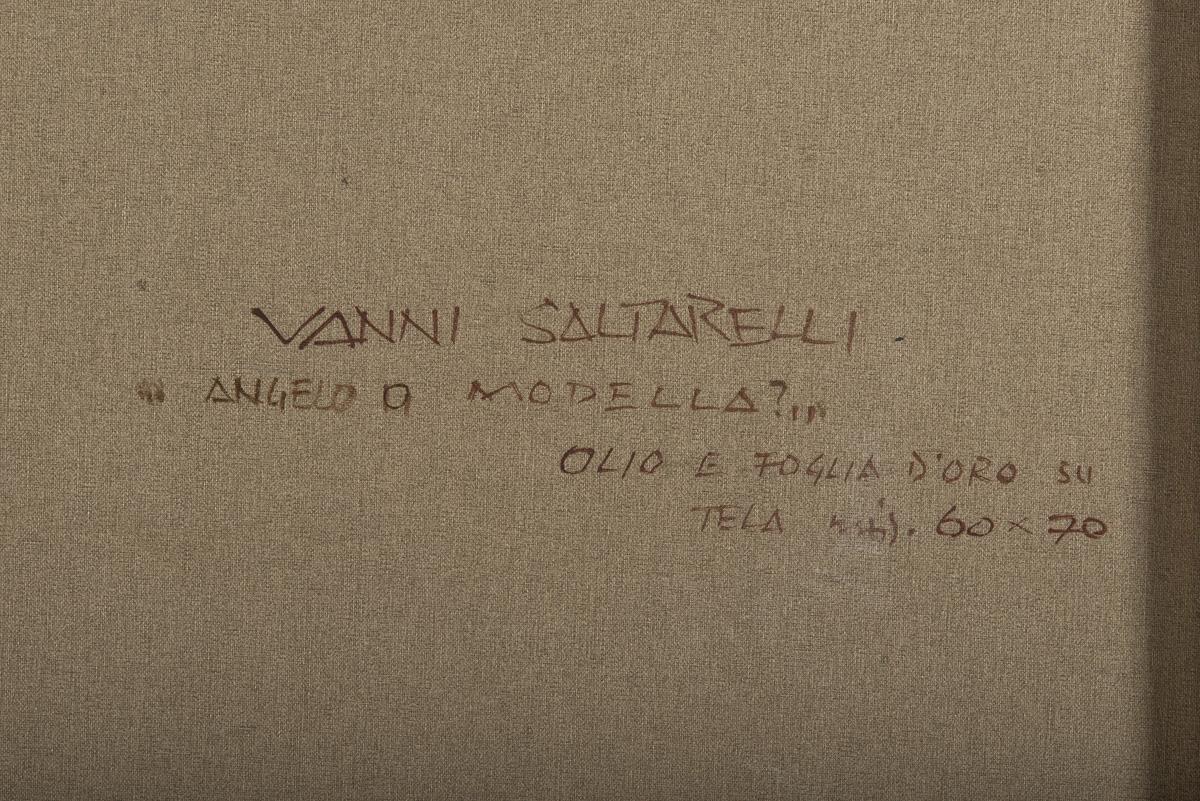 VANNI SALTARELLI.
" ANGELO O MODELLA?"
OLIO E FOGLIA D'ORO SU
TELA 60 x 70